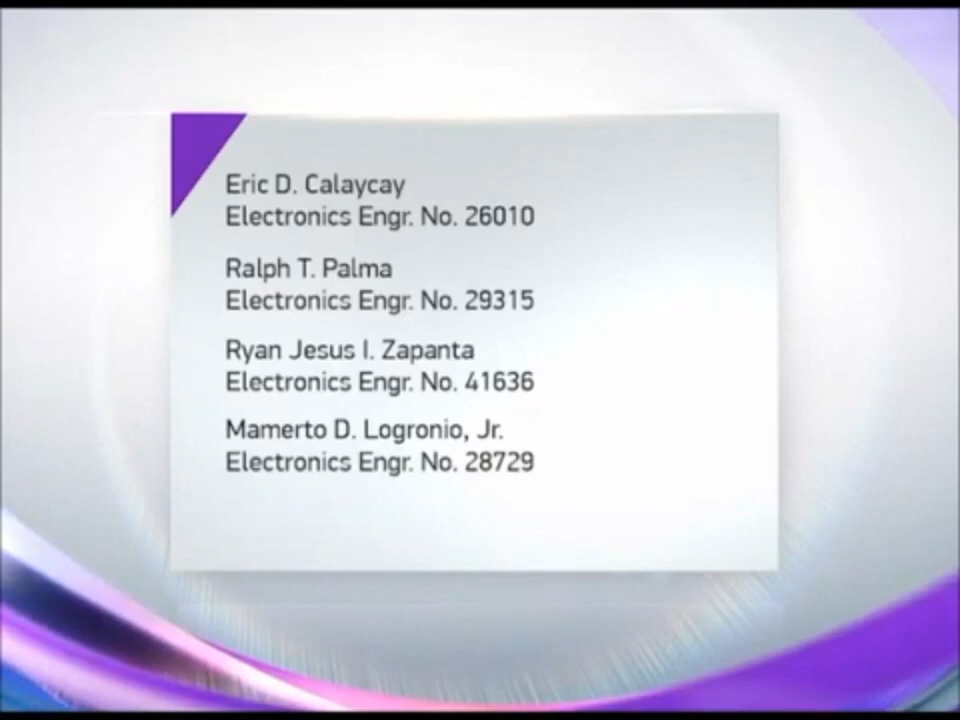 Eric D. Calaycay
Electronics Engr. No. 26010
Ralph T. Palma
Electronics Engr. No. 29315
Ryan Jesus I. Zapanta
Electronics Engr. No. 41636
Mamerto D. Logronio, Jr.
Electronics Engr. No. 28729